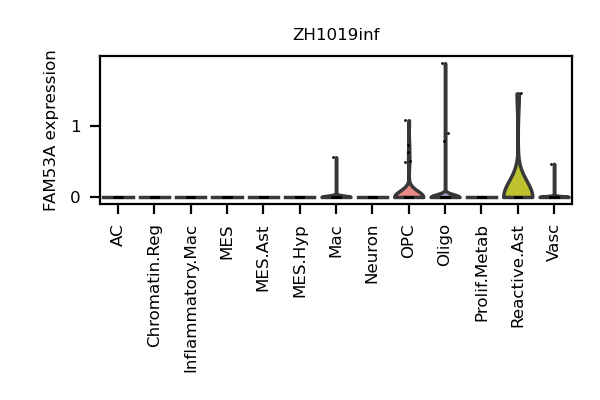 ZH1019inf
FAM53A expression
1
0
AC
Chromatin.Reg
Inflammatory.Mac
MES
MES.Ast
MES.Hyp
Mac
Neuron
OPC
Oligo
Prolif.Metab
Reactive.Ast
Vasc